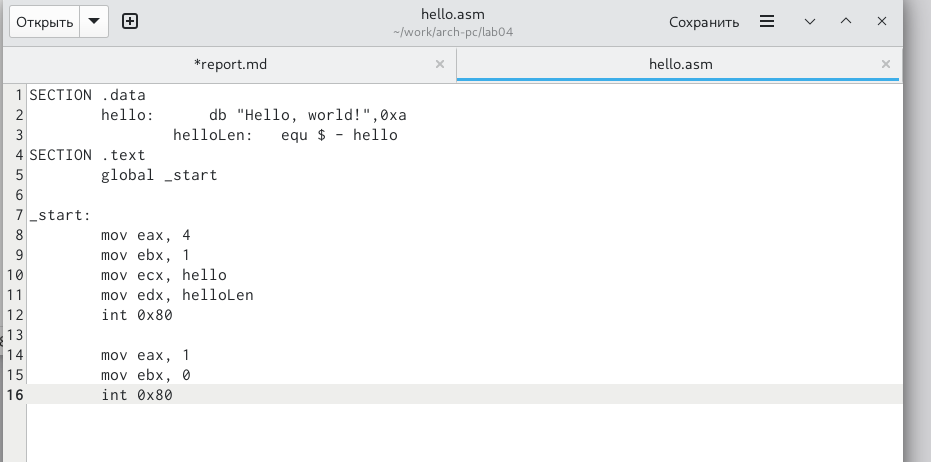 Открыть
hello.asm
~/work/arch-pc/lab04
Сохранить
*report.md
hello.asm
1 SECTION .data
2 hello: db "Hello, world!",0xa
3 helloLen: equ $ - hello
4 SECTION .text
5 global _start
6
7 _start:
8 mov eax, 4
9 mov ebx, 1
10 mov ecx, hello
11 mov edx, helloLen
12 int 0x80
13
14 mov eax, 1
15 mov ebx, 0
16 int 0x80